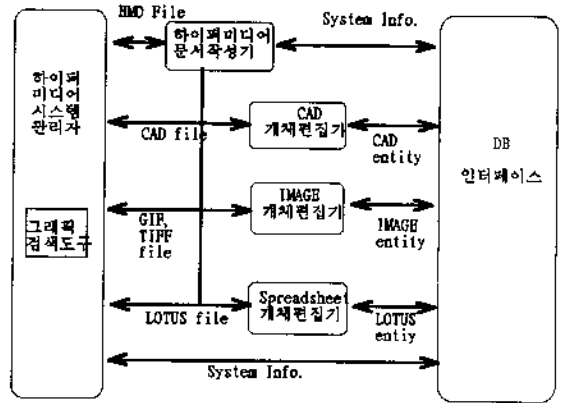 HMD File
System Info.
하이퍼미디어
문서작성기
하이퍼
미디어
시스템
관리자
CAD
개체편집기
CAD file
CAD
entity
DB
인터페이스
IMAGE
개체편집기
그래픽
검색도구
GIF,
TIFF
file
IMAGE
entity
Spreadsheet
개체편집기
LOTUS file
LOTUS
entiy
System Info.